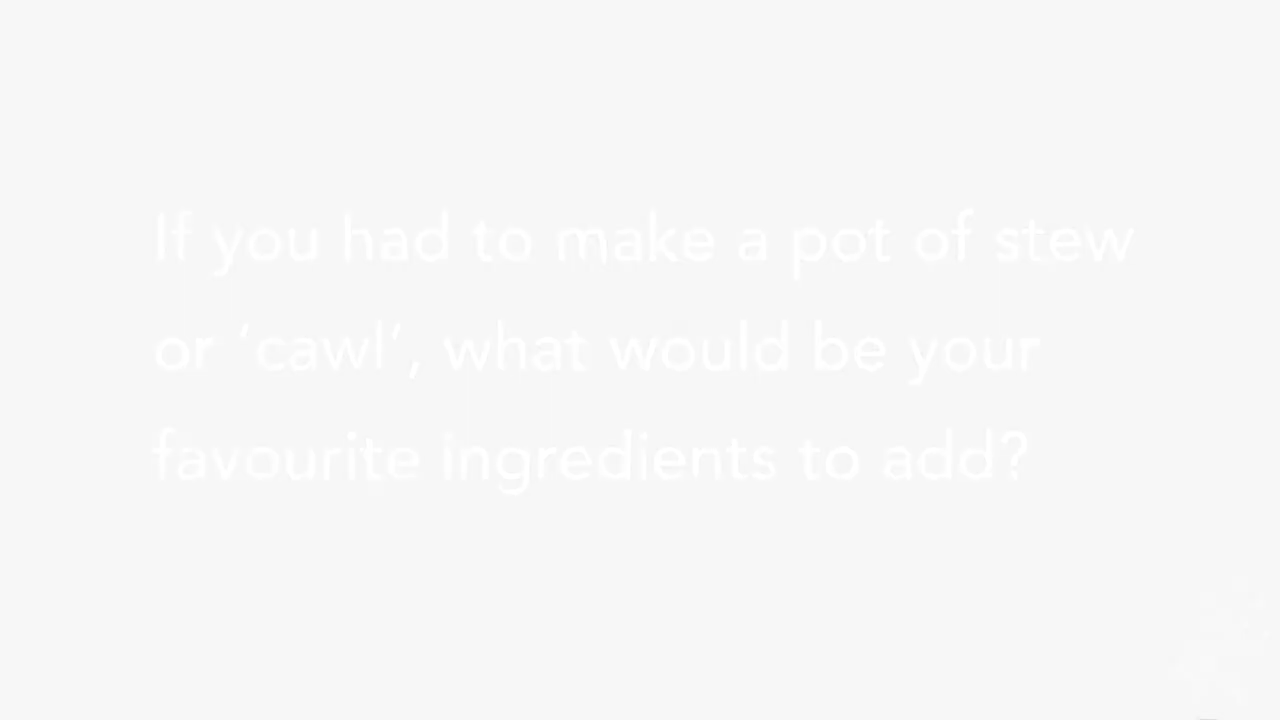 If you had to make a pot of stew
or ‘cawl’, what would be your
favourite ingredients to add?